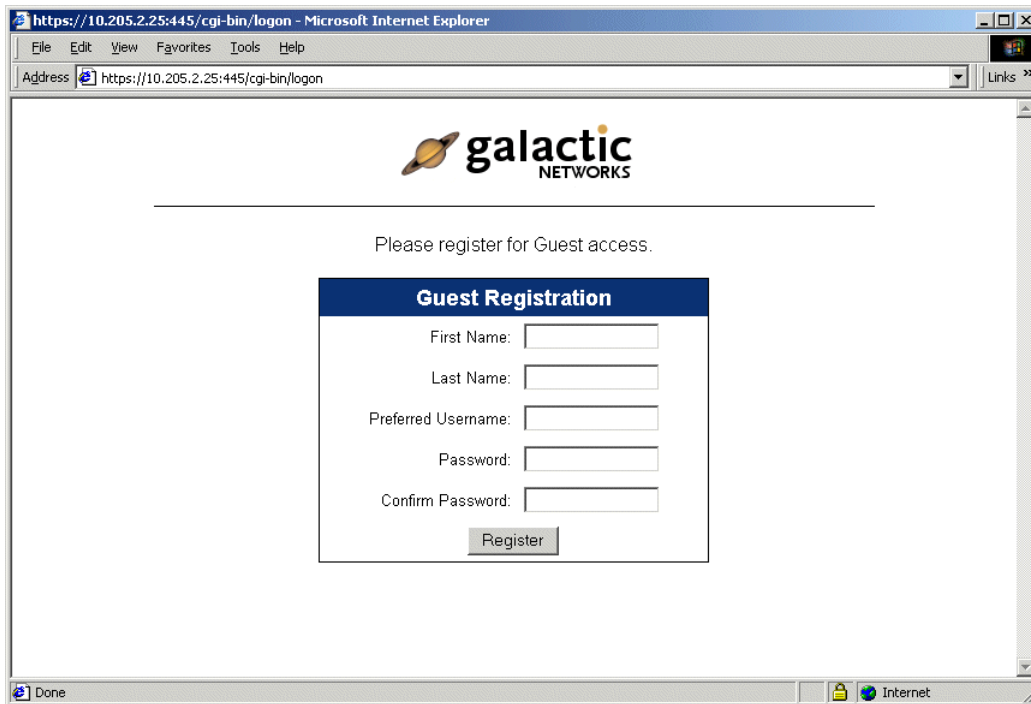 https://10.205.2.25:445/cgi-bin/logon - Microsoft Internet Explorer
File Edit View Favorites Tools Help
Address https://10.205.2.25:445/cgi-bin/logon Links »
galactic
NETWORKS
Please register for Guest access.
Guest Registration
First Name:
Last Name:
Preferred Username:
Password:
Confirm Password:
Register
Done Internet